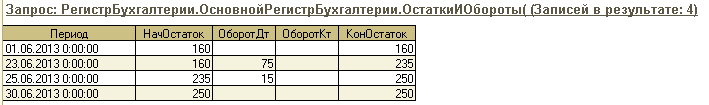 Запрос: РегистрБухгалтерии.ОсновнойРегистрБухгалтерии.ОстаткиИОбороты( (Записей в результате: 4)
Период НачОстаток ОборотДт ОборотКт КонОстаток
01.06.2013 0:00:00 160 160
23.06.2013 0:00:00 160 75 235
25.06.2013 0:00:00 235 15 250
30.06.2013 0:00:00 250 250